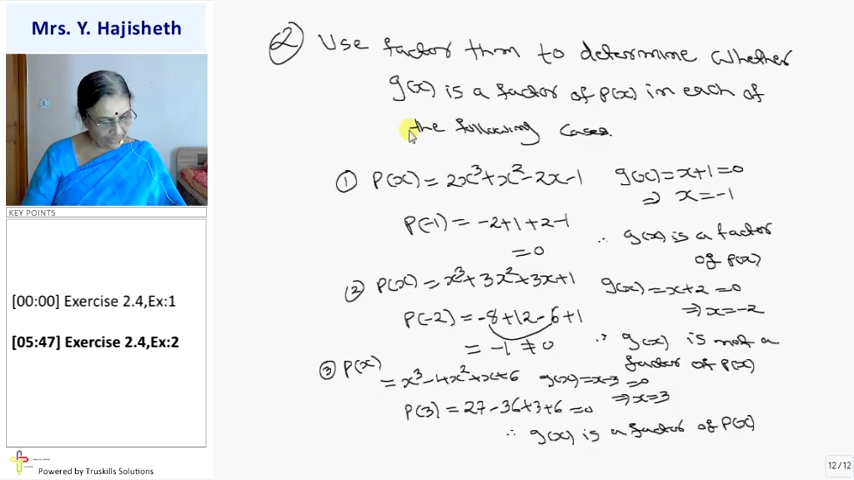 Mrs. Y. Hajisheth
KEY POINTS
[00:00] Exercise 2.4,Ex:1
[05:47] Exercise 2.4,Ex:2
Powered by Truskills Solutions
② Use factor thm to determine whether
g(x) is a factor of p(x) in each of
the following cases.
① P(x) = 2x³+x²-2x-1 g(x)=x+1=0
⇒ x=-1
P(-1) = -2+1+2-1
=0 ∴ g(x) is a factor
of p(x)
② P(x) = x³+3x²+3x+1 g(x)=x+2=0
⇒x=-2
P(-2) = -8+12-6+1
= -1 ≠0 ∴ g(x) is not a
factor of P(x)
③ P(x)
= x³-4x²+x+6 g(x)=x-3=0
⇒x=3
P(3) = 27-36+3+6=0
∴ g(x) is a factor of P(x)
12/12